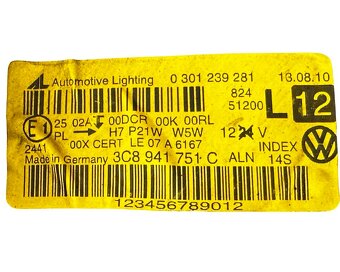 AL Automotive Lighting 0 301 239 281 13.08.10
824
51200 L 12
E1 25 02A 00DCR 00K 00RL
PL → H7 P21W W5W 12 V
2441 00X CERT LE 07 A 6167 INDEX
Made in Germany 3C8 941 751 C ALN 14S
123456789012